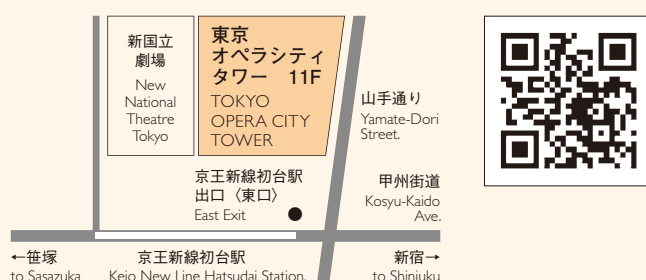 新国立
劇場
New
National
Theatre
Tokyo
東京
オペラシティ
タワー 11F
TOKYO
OPERA CITY
TOWER
山手通り
Yamate-Dori
Street.
京王新線初台駅
出口〈東口〉
East Exit
甲州街道
Kosyu-Kaido
Ave.
←笹塚
to Sasazuka
京王新線初台駅
Keio New Line Hatsudai Station.
新宿→
to Shinjuku